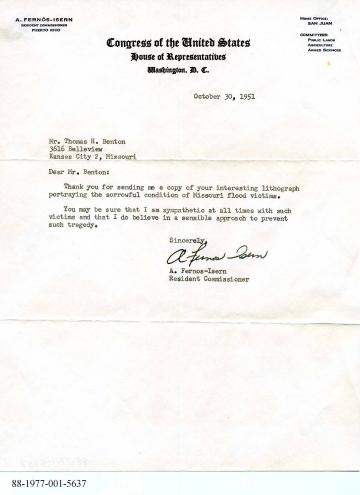 A. FERNÓS-ISERN
RESIDENT COMMISSIONER
PUERTO RICO
HOME OFFICE:
SAN JUAN
COMMITTEES:
PUBLIC LANDS
AGRICULTURE
ARMED SERVICES
Congress of the United States
House of Representatives
Washington, D. C.
October 30, 1951
Mr. Thomas H. Benton
3616 Belleview
Kansas City 2, Missouri
Dear Mr. Benton:
Thank you for sending me a copy of your interesting lithograph
portraying the sorrowful condition of Missouri flood victims.
You may be sure that I am sympathetic at all times with such
victims and that I do believe in a sensible approach to prevent
such tragedy.
Sincerely,
A Fernos-Isern
A. Fernos-Isern
Resident Commissioner
88-1977-001-5637